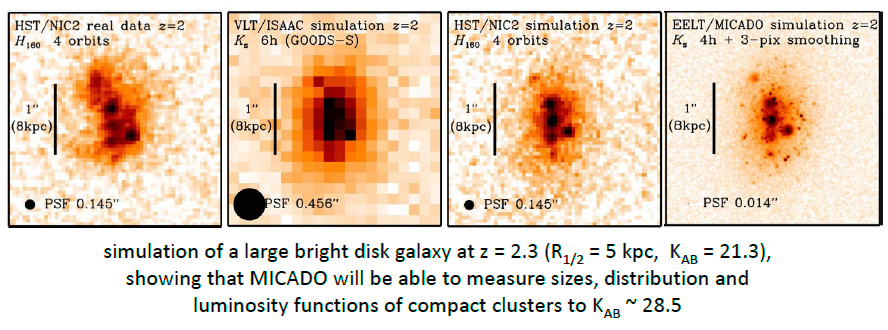 HST/NIC2 real data z=2
H160 4 orbits
1"
(8kpc)
PSF 0.145"
VLT/ISAAC simulation z=2
Ks 6h (GOODS-S)
1"
(8kpc)
PSF 0.456"
HST/NIC2 simulation z=2
H160 4 orbits
1"
(8kpc)
PSF 0.145"
EELT/MICADO simulation z=2
Ks 4h + 3-pix smoothing
1"
(8kpc)
PSF 0.014"
simulation of a large bright disk galaxy at z = 2.3 (R1/2 = 5 kpc, KAB = 21.3),
showing that MICADO will be able to measure sizes, distribution and
luminosity functions of compact clusters to KAB ~ 28.5